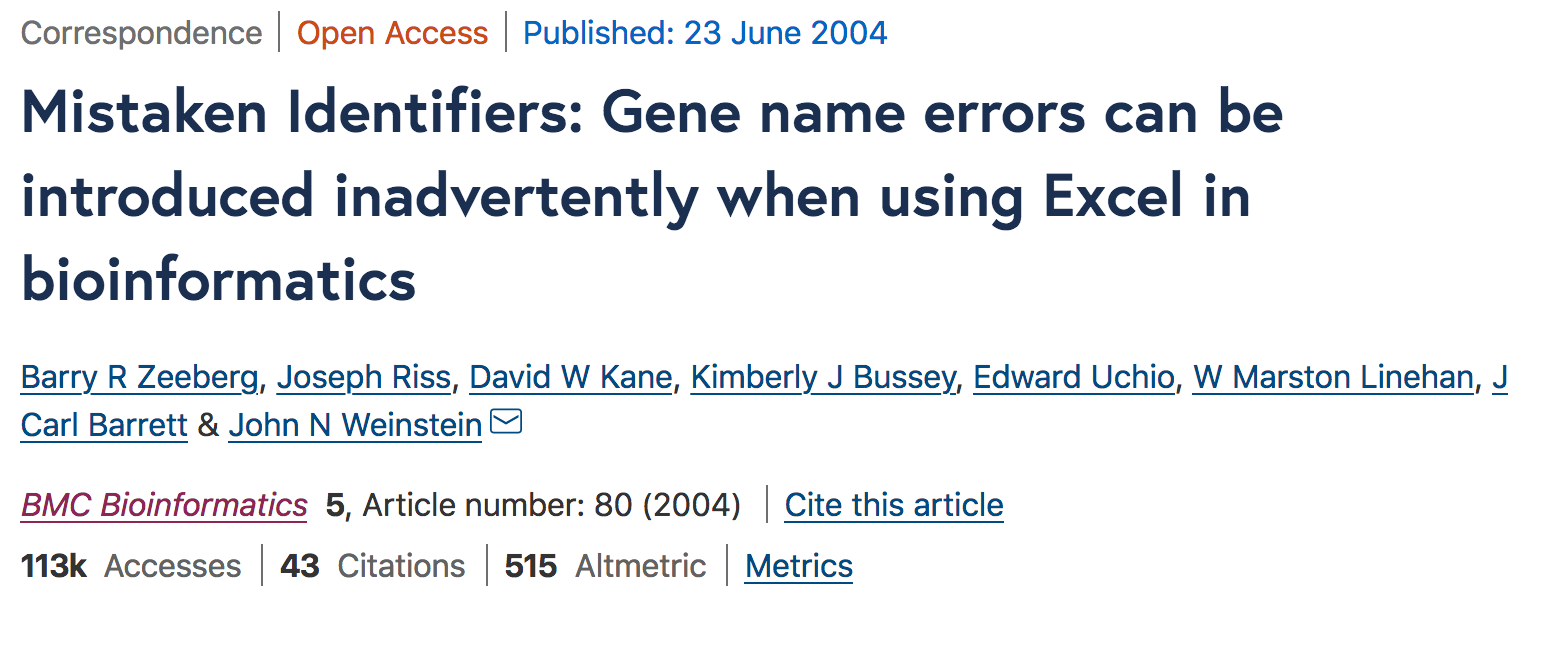 Correspondence | Open Access | Published: 23 June 2004
Mistaken Identifiers: Gene name errors can be
introduced inadvertently when using Excel in
bioinformatics
Barry R Zeeberg, Joseph Riss, David W Kane, Kimberly J Bussey, Edward Uchio, W Marston Linehan, J
Carl Barrett & John N Weinstein
BMC Bioinformatics 5, Article number: 80 (2004) | Cite this article
113k Accesses | 43 Citations | 515 Altmetric | Metrics